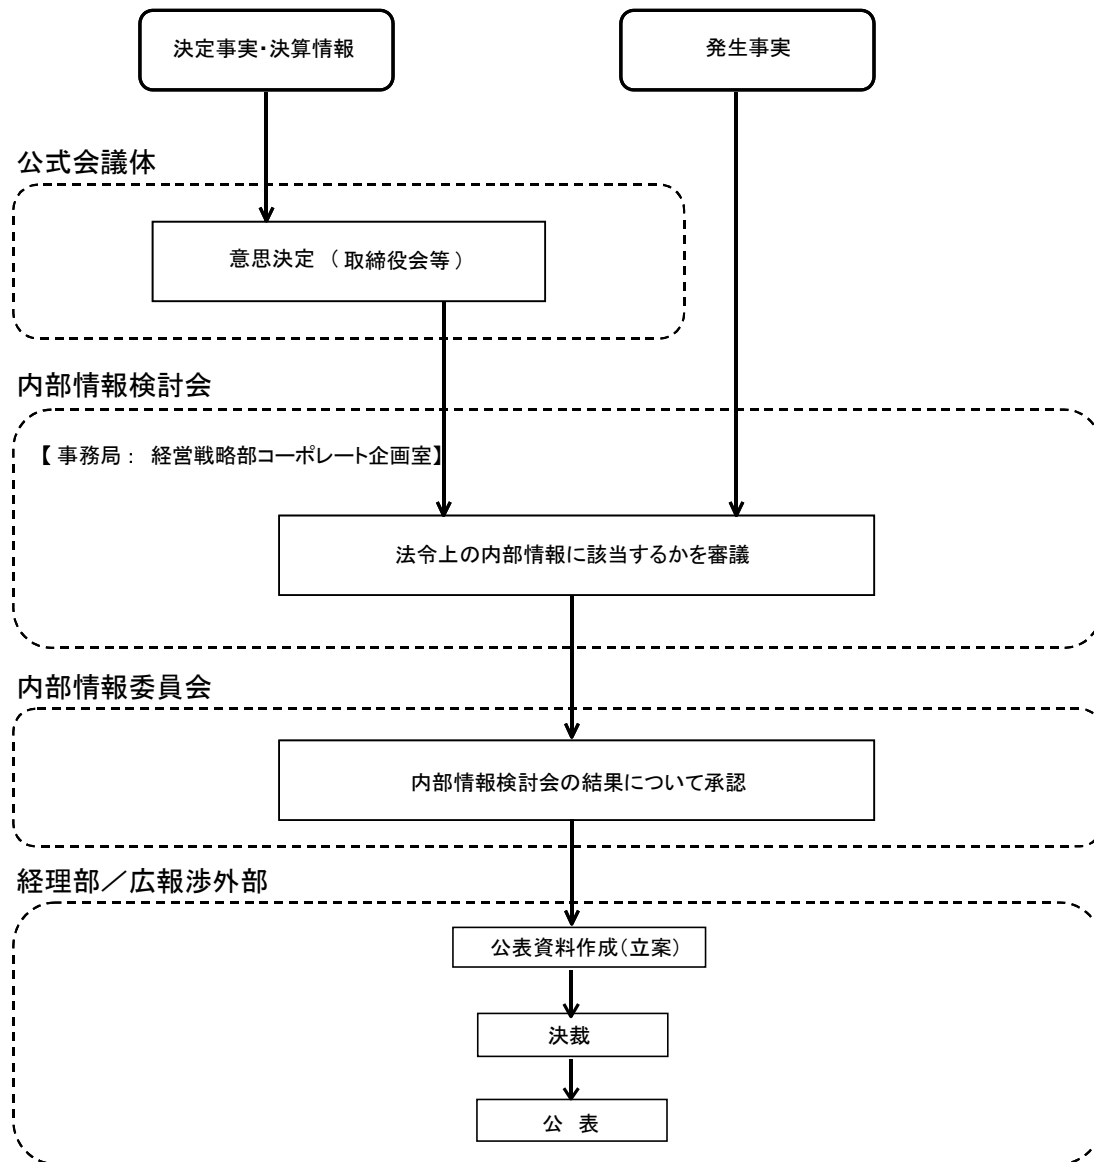 決定事実・決算情報
発生事実
公式会議体
意思決定 （ 取締役会等 ）
内部情報検討会
【 事務局 ： 経営戦略部コーポレート企画室】
法令上の内部情報に該当するかを審議
内部情報委員会
内部情報検討会の結果について承認
経理部／広報渉外部
公表資料作成（立案）
決裁
公 表